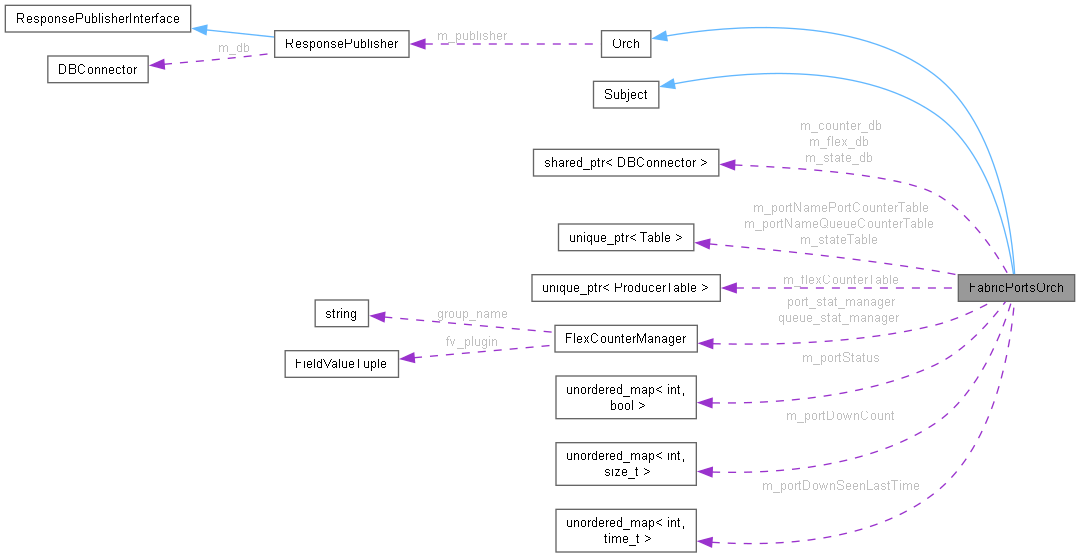 ResponsePublisherInterface
ResponsePublisher
m_publisher
Orch
m_db
DBConnector
Subject
m_counter_db
m_flex_db
m_state_db
shared_ptr< DBConnector >
m_portNamePortCounterTable
m_portNameQueueCounterTable
m_stateTable
unique_ptr< Table >
m_flexCounterTable
unique_ptr< ProducerTable >
FabricPortsOrch
port_stat_manager
queue_stat_manager
string
group_name
FlexCounterManager
fv_plugin
FieldValueTuple
m_portStatus
unordered_map< int,
bool >
m_portDownCount
unordered_map< int,
size_t >
m_portDownSeenLastTime
unordered_map< int,
time_t >